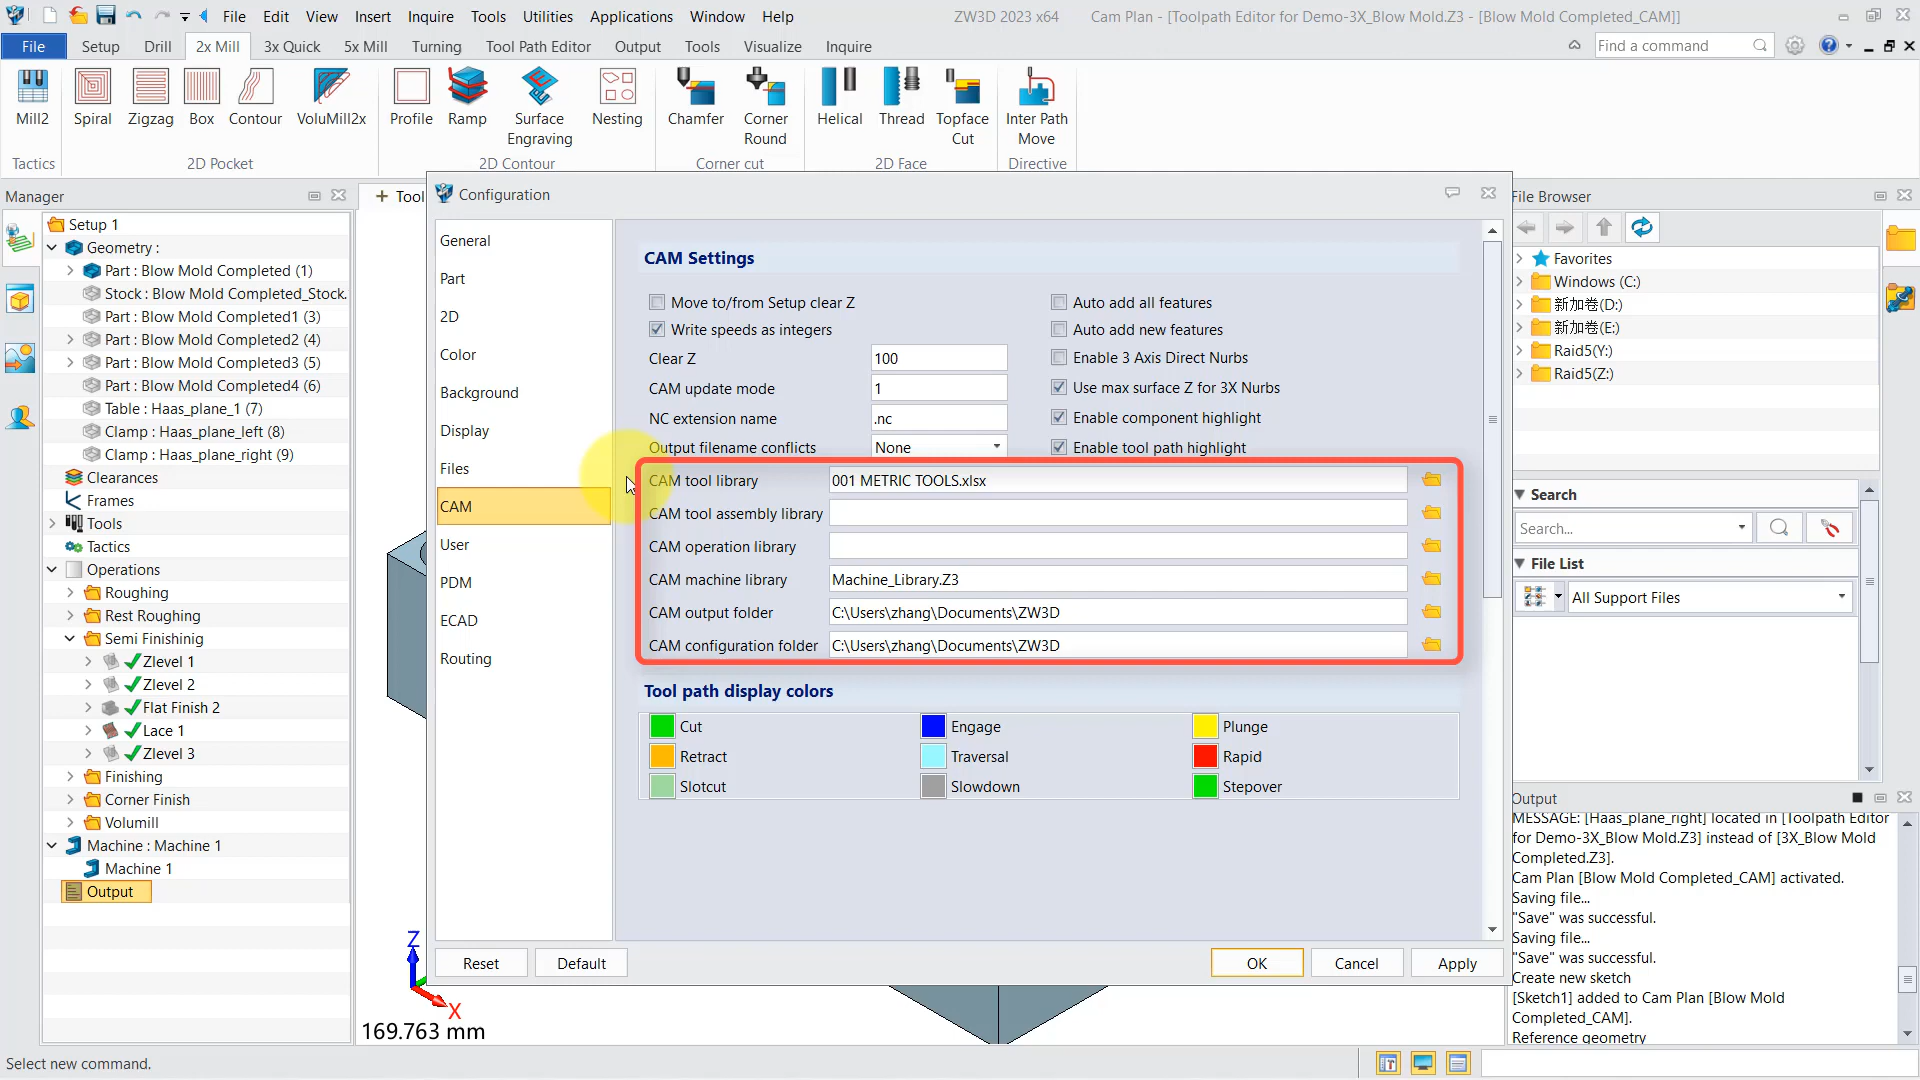 File Edit View Insert Inquire Tools Utilities Applications Window Help ZW3D 2023 x64 Cam Plan - [Toolpath Editor for Demo-3X_Blow Mold.Z3 - [Blow Mold Completed_CAM]]
File Setup Drill 2x Mill 3x Quick 5x Mill Turning Tool Path Editor Output Tools Visualize Inquire Find a command
Mill2 Spiral Zigzag Box Contour VoluMill2x Profile Ramp Surface Engraving Nesting Chamfer Corner Round Helical Thread Topface Cut Inter Path Move
Tactics 2D Pocket 2D Contour Corner cut 2D Face Directive
Manager
Setup 1
Geometry :
Part : Blow Mold Completed (1)
Stock : Blow Mold Completed_Stock.
Part : Blow Mold Completed1 (3)
Part : Blow Mold Completed2 (4)
Part : Blow Mold Completed3 (5)
Part : Blow Mold Completed4 (6)
Table : Haas_plane_1 (7)
Clamp : Haas_plane_left (8)
Clamp : Haas_plane_right (9)
Clearances
Frames
Tools
Tactics
Operations
Roughing
Rest Roughing
Semi Finishinig
Zlevel 1
Zlevel 2
Flat Finish 2
Lace 1
Zlevel 3
Finishing
Corner Finish
Volumill
Machine : Machine 1
Machine 1
Output
+ Tool
Configuration
General
Part
2D
Color
Background
Display
Files
CAM
User
PDM
ECAD
Routing
CAM Settings
Move to/from Setup clear Z Auto add all features
Write speeds as integers Auto add new features
Clear Z 100 Enable 3 Axis Direct Nurbs
CAM update mode 1 Use max surface Z for 3X Nurbs
NC extension name .nc Enable component highlight
Output filename conflicts None Enable tool path highlight
CAM tool library 001 METRIC TOOLS.xlsx
CAM tool assembly library
CAM operation library
CAM machine library Machine_Library.Z3
CAM output folder C:\Users\zhang\Documents\ZW3D
CAM configuration folder C:\Users\zhang\Documents\ZW3D
Tool path display colors
Cut Engage Plunge
Retract Traversal Rapid
Slotcut Slowdown Stepover
Reset Default OK Cancel Apply
Z
X
169.763 mm
File Browser
Favorites
Windows (C:)
新加卷(D:)
新加卷(E:)
Raid5(Y:)
Raid5(Z:)
Search
Search...
File List
All Support Files
Output
MESSAGE: [Haas_plane_right] located in [Toolpath Editor
for Demo-3X_Blow Mold.Z3] instead of [3X_Blow Mold
Completed.Z3].
Cam Plan [Blow Mold Completed_CAM] activated.
Saving file...
"Save" was successful.
Saving file...
"Save" was successful.
Create new sketch
[Sketch1] added to Cam Plan [Blow Mold
Completed_CAM].
Reference geometry
Select new command.